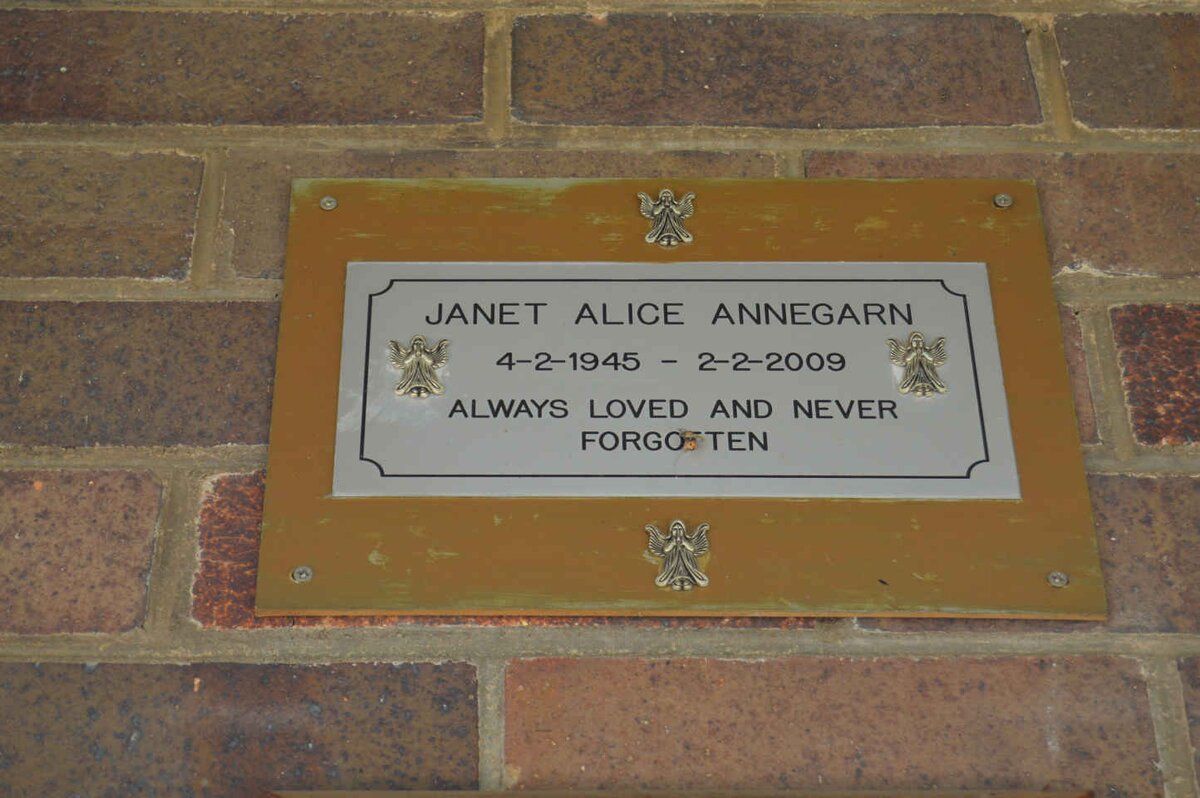 JANET ALICE ANNEGARN
4-2-1945 - 2-2-2009
ALWAYS LOVED AND NEVER
FORGOTTEN